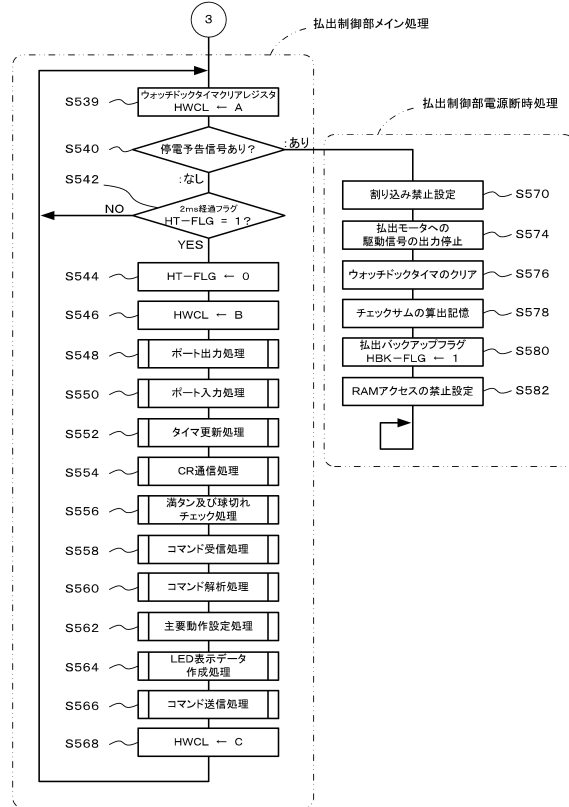 3
払出制御部メイン処理
S539
ウォッチドックタイマクリアレジスタ
HWCL ← A
払出制御部電源断時処理
S540
停電予告信号あり？
：あり
：なし
S542
2ms経過フラグ
HT－FLG = 1？
NO
YES
S544
HT－FLG ← 0
S546
HWCL ← B
S548
ポート出力処理
S550
ポート入力処理
S552
タイマ更新処理
S554
CR通信処理
S556
満タン及び球切れ
チェック処理
S558
コマンド受信処理
S560
コマンド解析処理
S562
主要動作設定処理
S564
LED表示データ
作成処理
S566
コマンド送信処理
S568
HWCL ← C
割り込み禁止設定
S570
払出モータへの
駆動信号の出力停止
S574
ウォッチドックタイマのクリア
S576
チェックサムの算出記憶
S578
払出バックアップフラグ
HBK－FLG ← 1
S580
RAMアクセスの禁止設定
S582